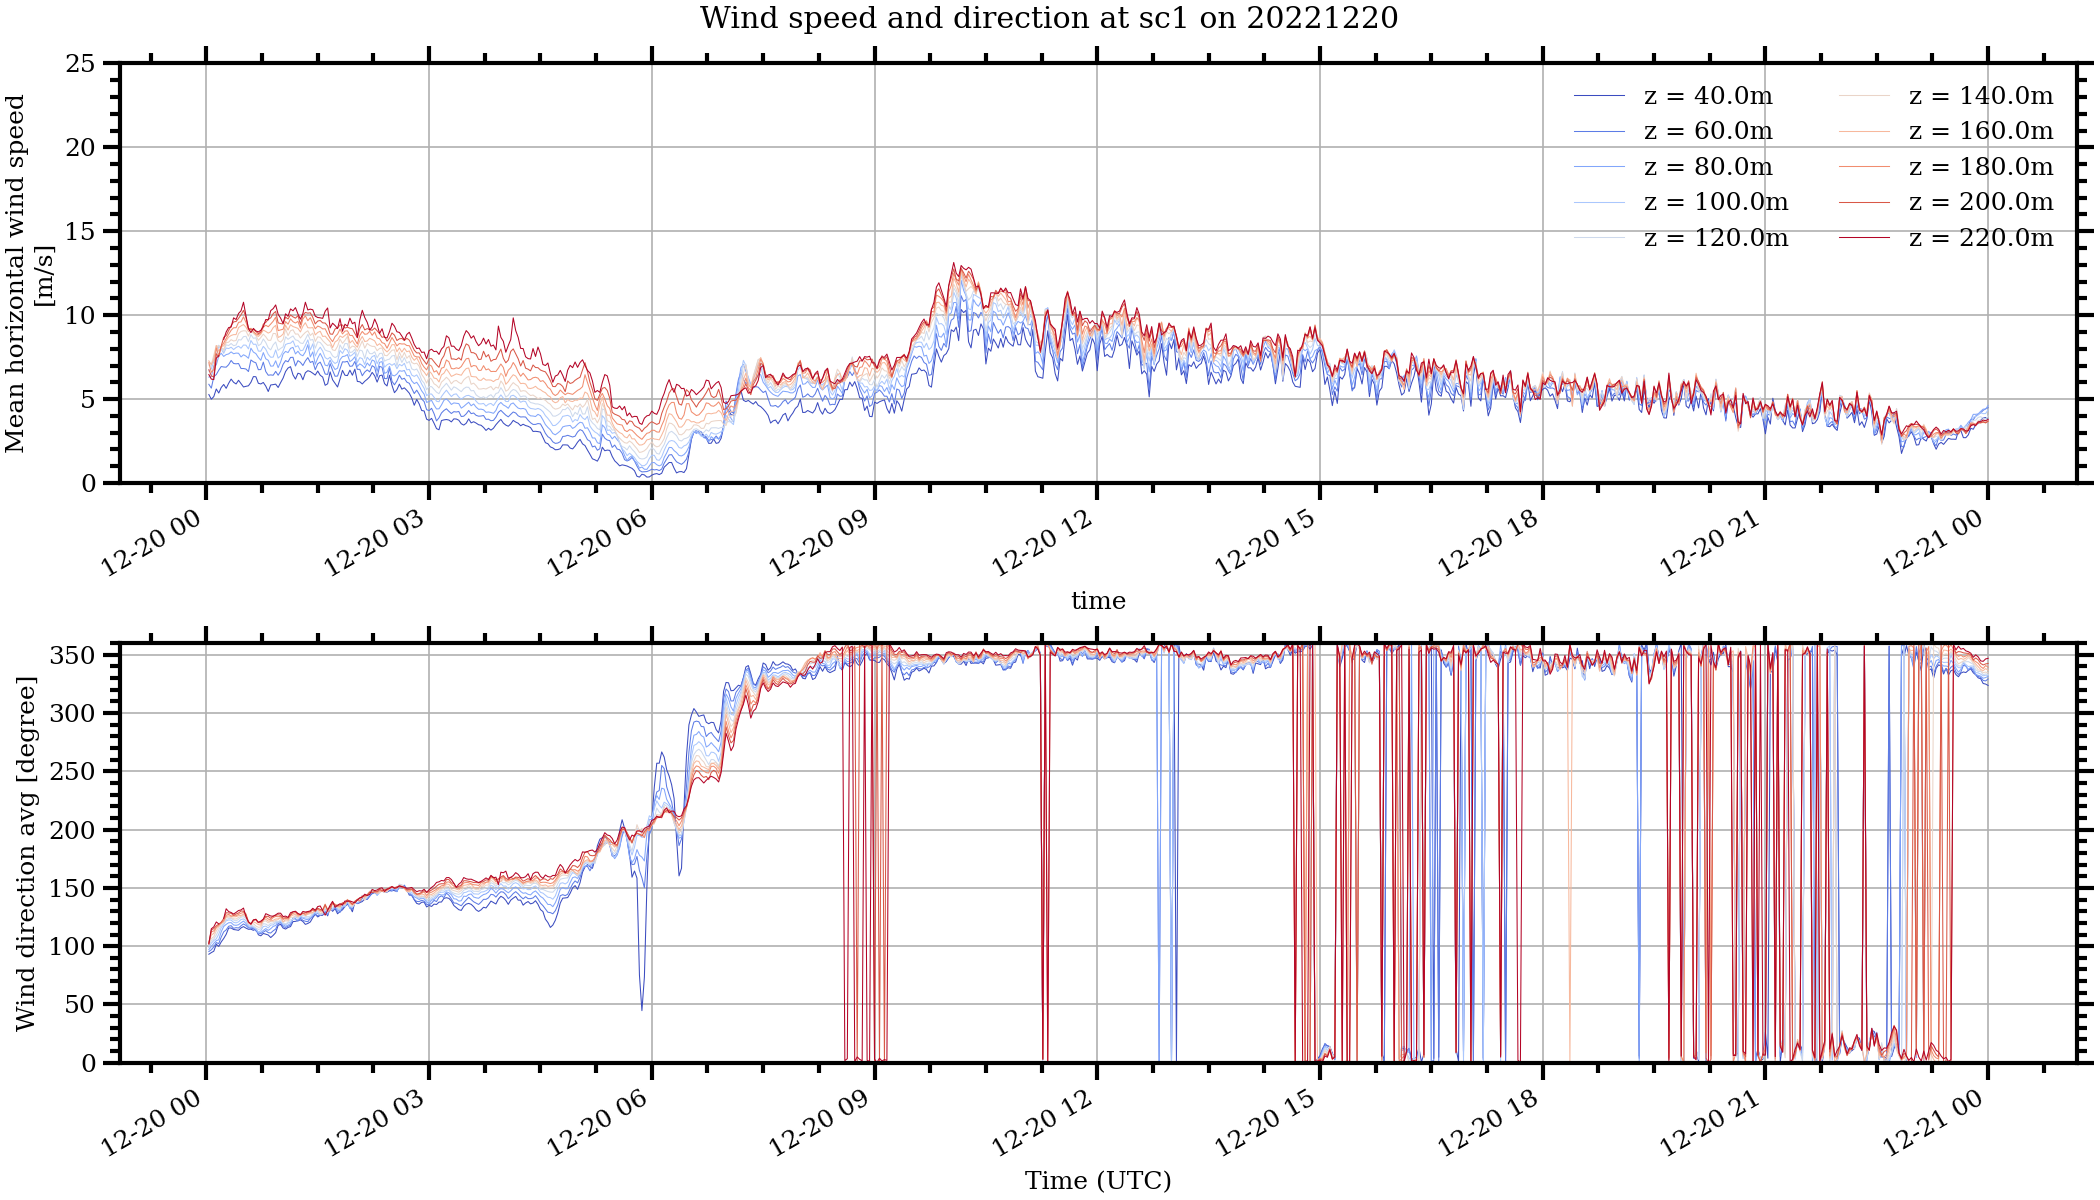 Wind speed and direction at sc1 on 20221220
Mean horizontal wind speed
[m/s]
25
20
15
10
5
0
z = 40.0m
z = 60.0m
z = 80.0m
z = 100.0m
z = 120.0m
z = 140.0m
z = 160.0m
z = 180.0m
z = 200.0m
z = 220.0m
12-20 00
12-20 03
12-20 06
12-20 09
12-20 12
12-20 15
12-20 18
12-20 21
12-21 00
time
Wind direction avg [degree]
350
300
250
200
150
100
50
0
12-20 00
12-20 03
12-20 06
12-20 09
12-20 12
12-20 15
12-20 18
12-20 21
12-21 00
Time (UTC)